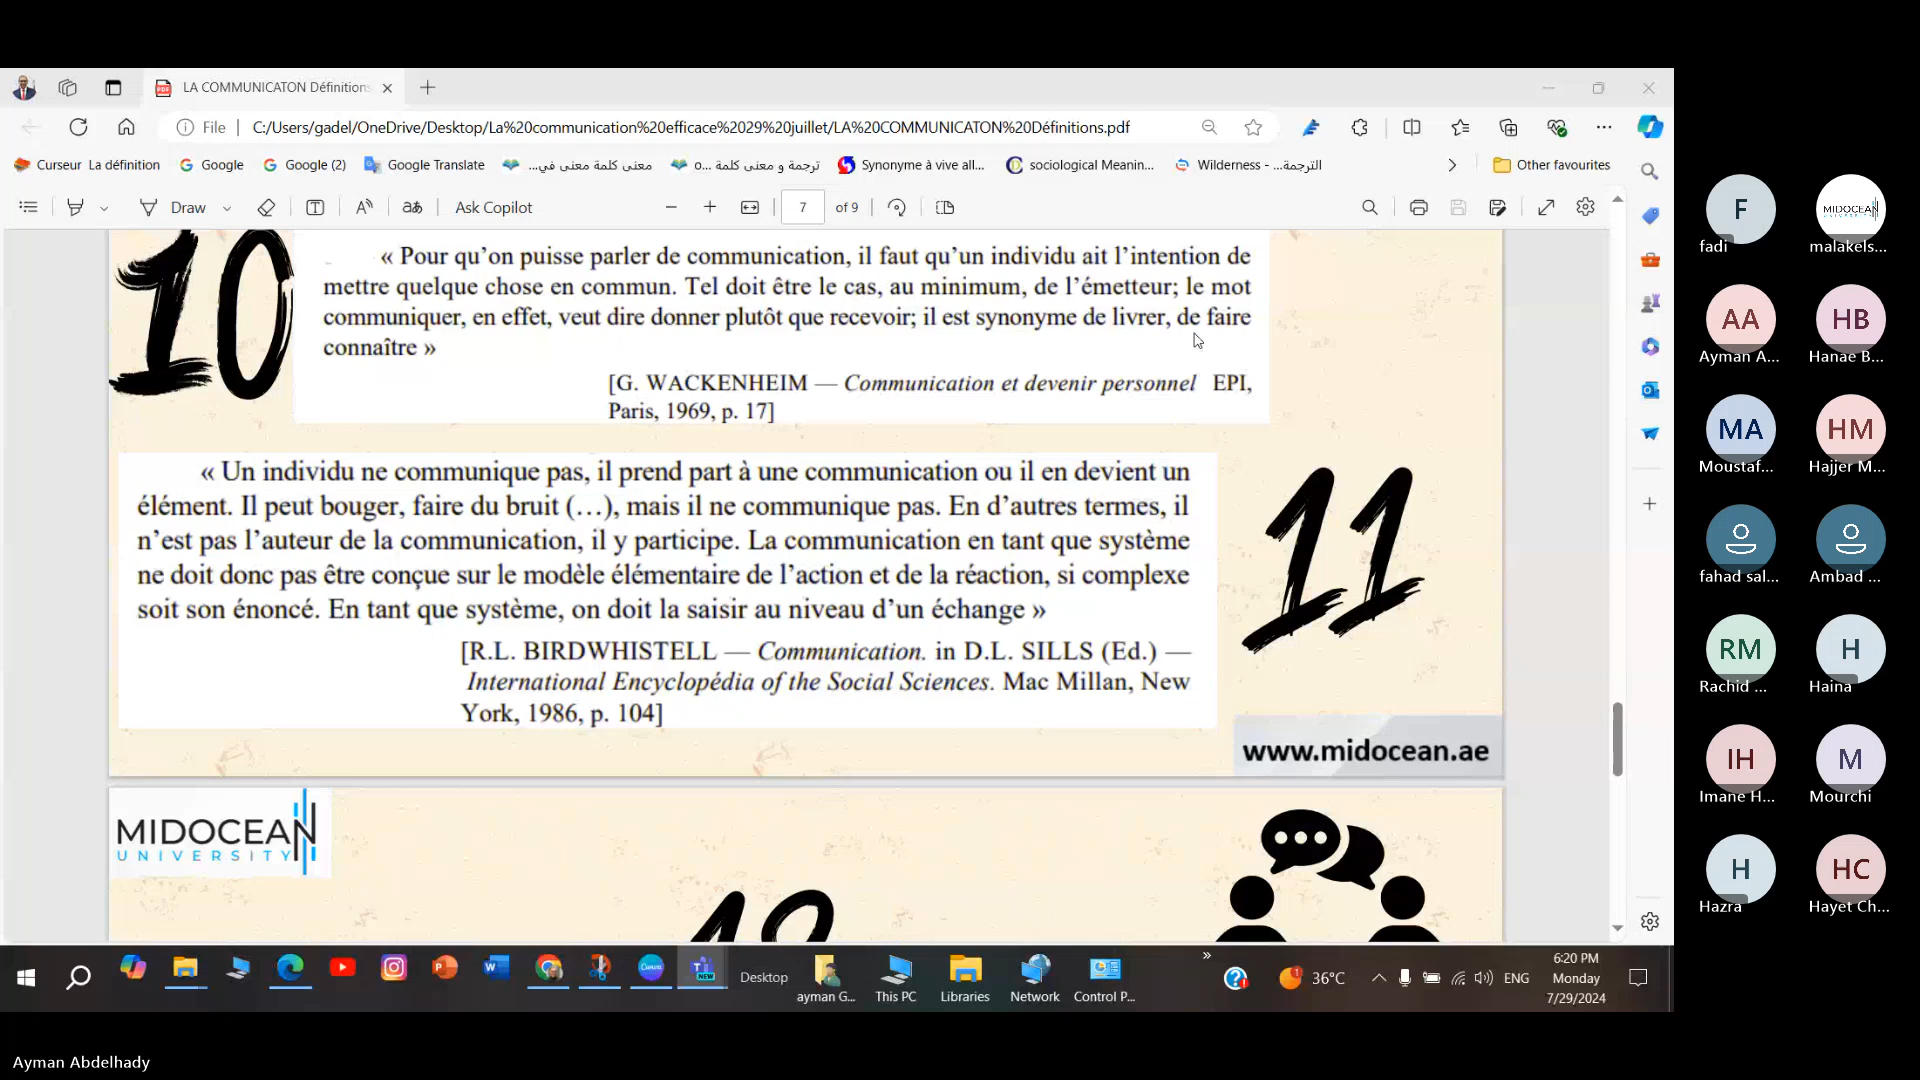 LA COMMUNICATON Définitions
File
C:/Users/gadel/OneDrive/Desktop/La%20communication%20efficace%2029%20juillet/LA%20COMMUNICATON%20Définitions.pdf
Curseur La définition
Google
Google (2)
Google Translate
معنى كلمة معنى في...
ترجمة و معنى كلمة o...
Synonyme à vive all...
sociological Meanin...
Wilderness - الترجمة...
Other favourites
Draw
Ask Copilot
7
of 9
10
« Pour qu’on puisse parler de communication, il faut qu’un individu ait l’intention de
mettre quelque chose en commun. Tel doit être le cas, au minimum, de l’émetteur; le mot
communiquer, en effet, veut dire donner plutôt que recevoir; il est synonyme de livrer, de faire
connaître »
[G. WACKENHEIM — Communication et devenir personnel EPI,
Paris, 1969, p. 17]
« Un individu ne communique pas, il prend part à une communication ou il en devient un
élément. Il peut bouger, faire du bruit (…), mais il ne communique pas. En d’autres termes, il
n’est pas l’auteur de la communication, il y participe. La communication en tant que système
ne doit donc pas être conçue sur le modèle élémentaire de l’action et de la réaction, si complexe
soit son énoncé. En tant que système, on doit la saisir au niveau d’un échange »
[R.L. BIRDWHISTELL — Communication. in D.L. SILLS (Ed.) —
International Encyclopédia of the Social Sciences. Mac Millan, New
York, 1986, p. 104]
11
www.midocean.ae
MIDOCEAN
UNIVERSITY
12
Desktop
ayman G...
This PC
Libraries
Network
Control P...
36°C
ENG
6:20 PM
Monday
7/29/2024
F
fadi
MIDOCEAN
malakels...
AA
Ayman A...
HB
Hanae B...
MA
Moustaf...
HM
Hajjer M...
fahad sal...
Ambad ...
RM
Rachid ...
H
Haina
IH
Imane H...
M
Mourchi
H
Hazra
HC
Hayet Ch...
Ayman Abdelhady